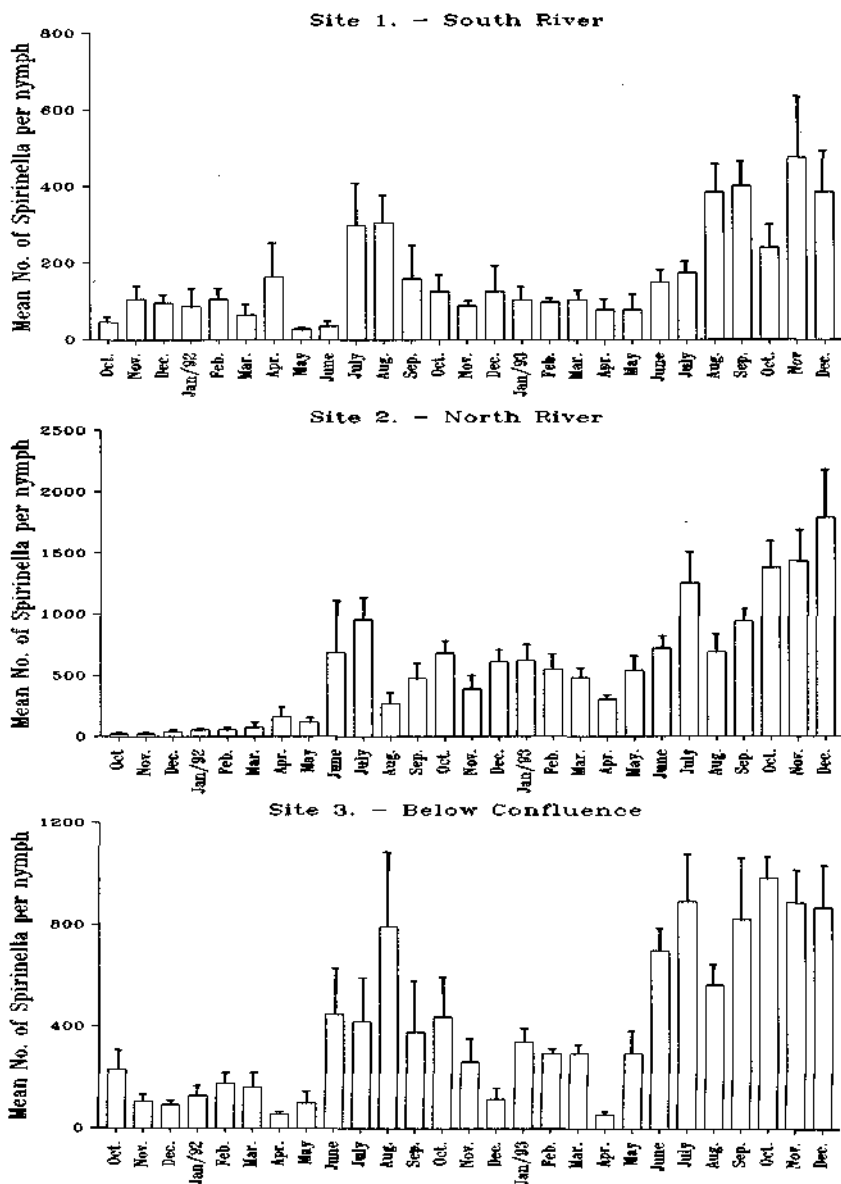 Site 1. - South River
Mean No. of Spirinella per nymph
800
600
400
200
0
Oct. Nov. Dec. Jan/92 Feb. Mar. Apr. May June July Aug. Sep. Oct. Nov. Dec. Jan/93 Feb. Mar. Apr. May June July Aug. Sep. Oct. Nov Dec.
Site 2. - North River
Mean No. of Spirinella per nymph
2500
2000
1500
1000
500
0
Oct Nov. Dec. Jan/92 Feb. Mar. Apr. May June July Aug. Sep. Oct. Nov. Dec. Jan/93 Feb. Mar. Apr. May June July Aug. Sep. Oct. Nov. Dec.
Site 3. - Below Confluence
Mean No. of Spirinella per nymph
1200
800
400
0
Oct. Nov. Dec. Jan/92 Feb. Mar. Apr. May June July Aug. Sep. Oct. Nov. Dec. Jan/93 Feb. Mar. Apr. May June July Aug. Sep. Oct. Nov. Dec.